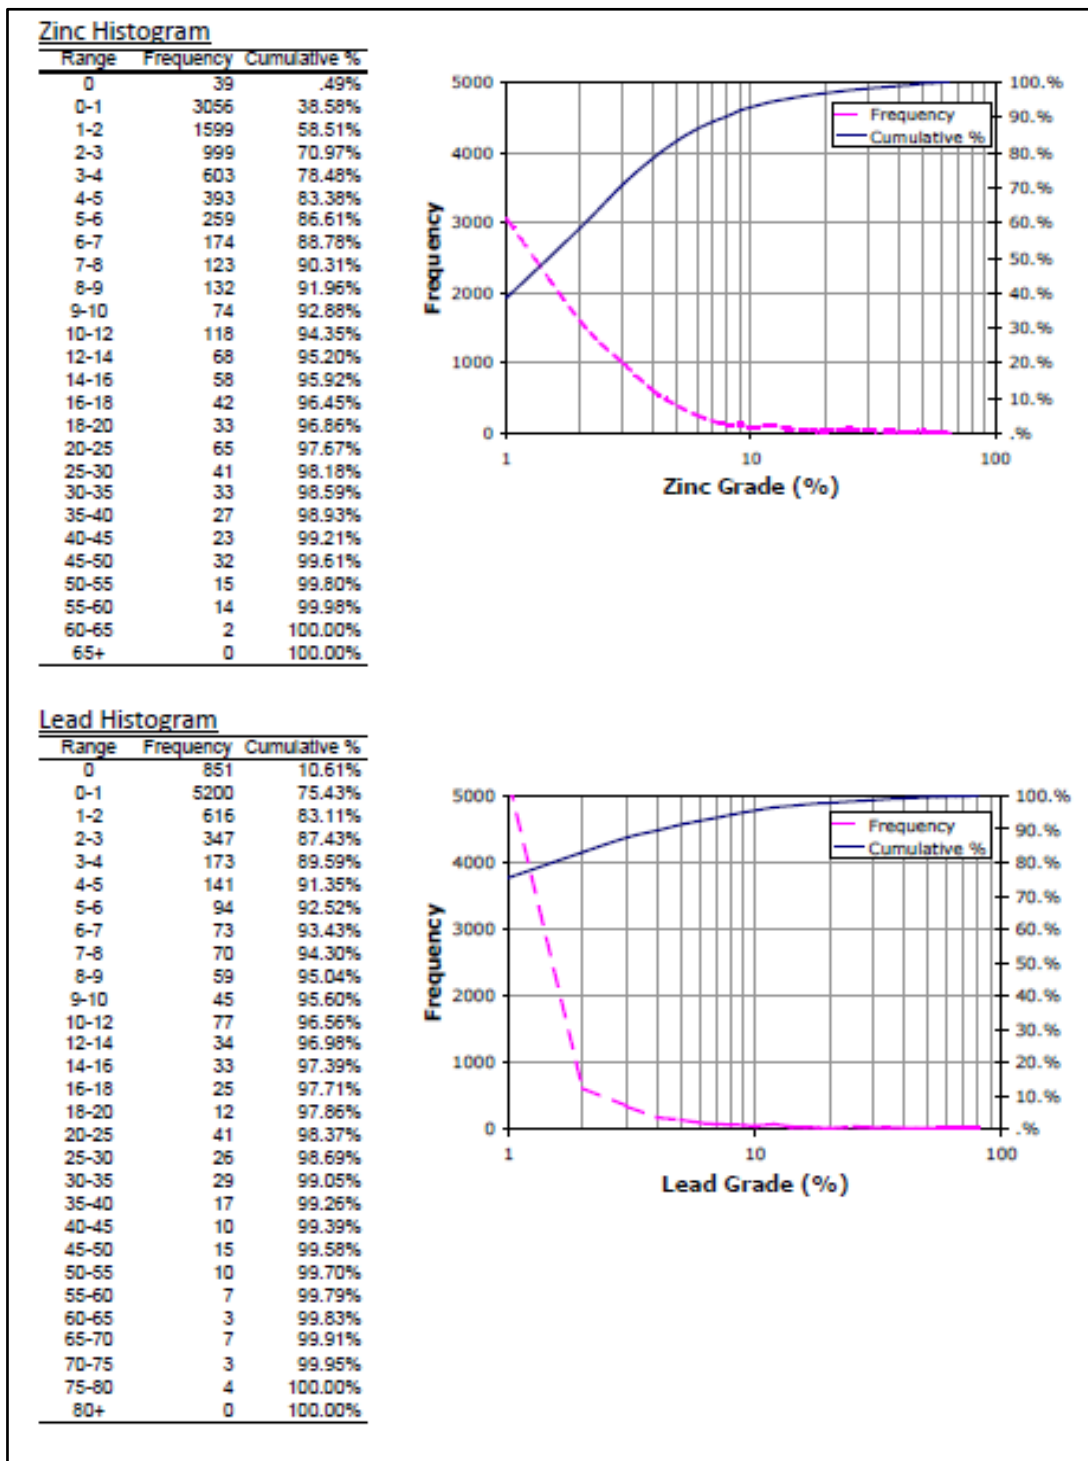 Zinc Histogram
Range Frequency Cumulative %
0 39 .49%
0-1 3056 38.58%
1-2 1599 58.51%
2-3 999 70.97%
3-4 603 78.48%
4-5 393 83.38%
5-6 259 86.61%
6-7 174 88.78%
7-8 123 90.31%
8-9 132 91.96%
9-10 74 92.88%
10-12 118 94.35%
12-14 68 95.20%
14-16 58 95.92%
16-18 42 96.45%
18-20 33 96.86%
20-25 65 97.67%
25-30 41 98.18%
30-35 33 98.59%
35-40 27 98.93%
40-45 23 99.21%
45-50 32 99.61%
50-55 15 99.80%
55-60 14 99.98%
60-65 2 100.00%
65+ 0 100.00%
5000 100.%
Frequency 90.%
Cumulative %
4000 80.%
70.%
3000 60.%
Frequency
50.%
2000 40.%
30.%
1000 20.%
10.%
0 .%
1 10 100
Zinc Grade (%)
Lead Histogram
Range Frequency Cumulative %
0 851 10.61%
0-1 5200 75.43%
1-2 616 83.11%
2-3 347 87.43%
3-4 173 89.59%
4-5 141 91.35%
5-6 94 92.52%
6-7 73 93.43%
7-8 70 94.30%
8-9 59 95.04%
9-10 45 95.60%
10-12 77 96.56%
12-14 34 96.98%
14-16 33 97.39%
16-18 25 97.71%
18-20 12 97.86%
20-25 41 98.37%
25-30 26 98.69%
30-35 29 99.05%
35-40 17 99.26%
40-45 10 99.39%
45-50 15 99.58%
50-55 10 99.70%
55-60 7 99.79%
60-65 3 99.83%
65-70 7 99.91%
70-75 3 99.95%
75-80 4 100.00%
80+ 0 100.00%
5000 100.%
Frequency 90.%
Cumulative %
4000 80.%
70.%
3000 60.%
Frequency
50.%
2000 40.%
30.%
1000 20.%
10.%
0 .%
1 10 100
Lead Grade (%)